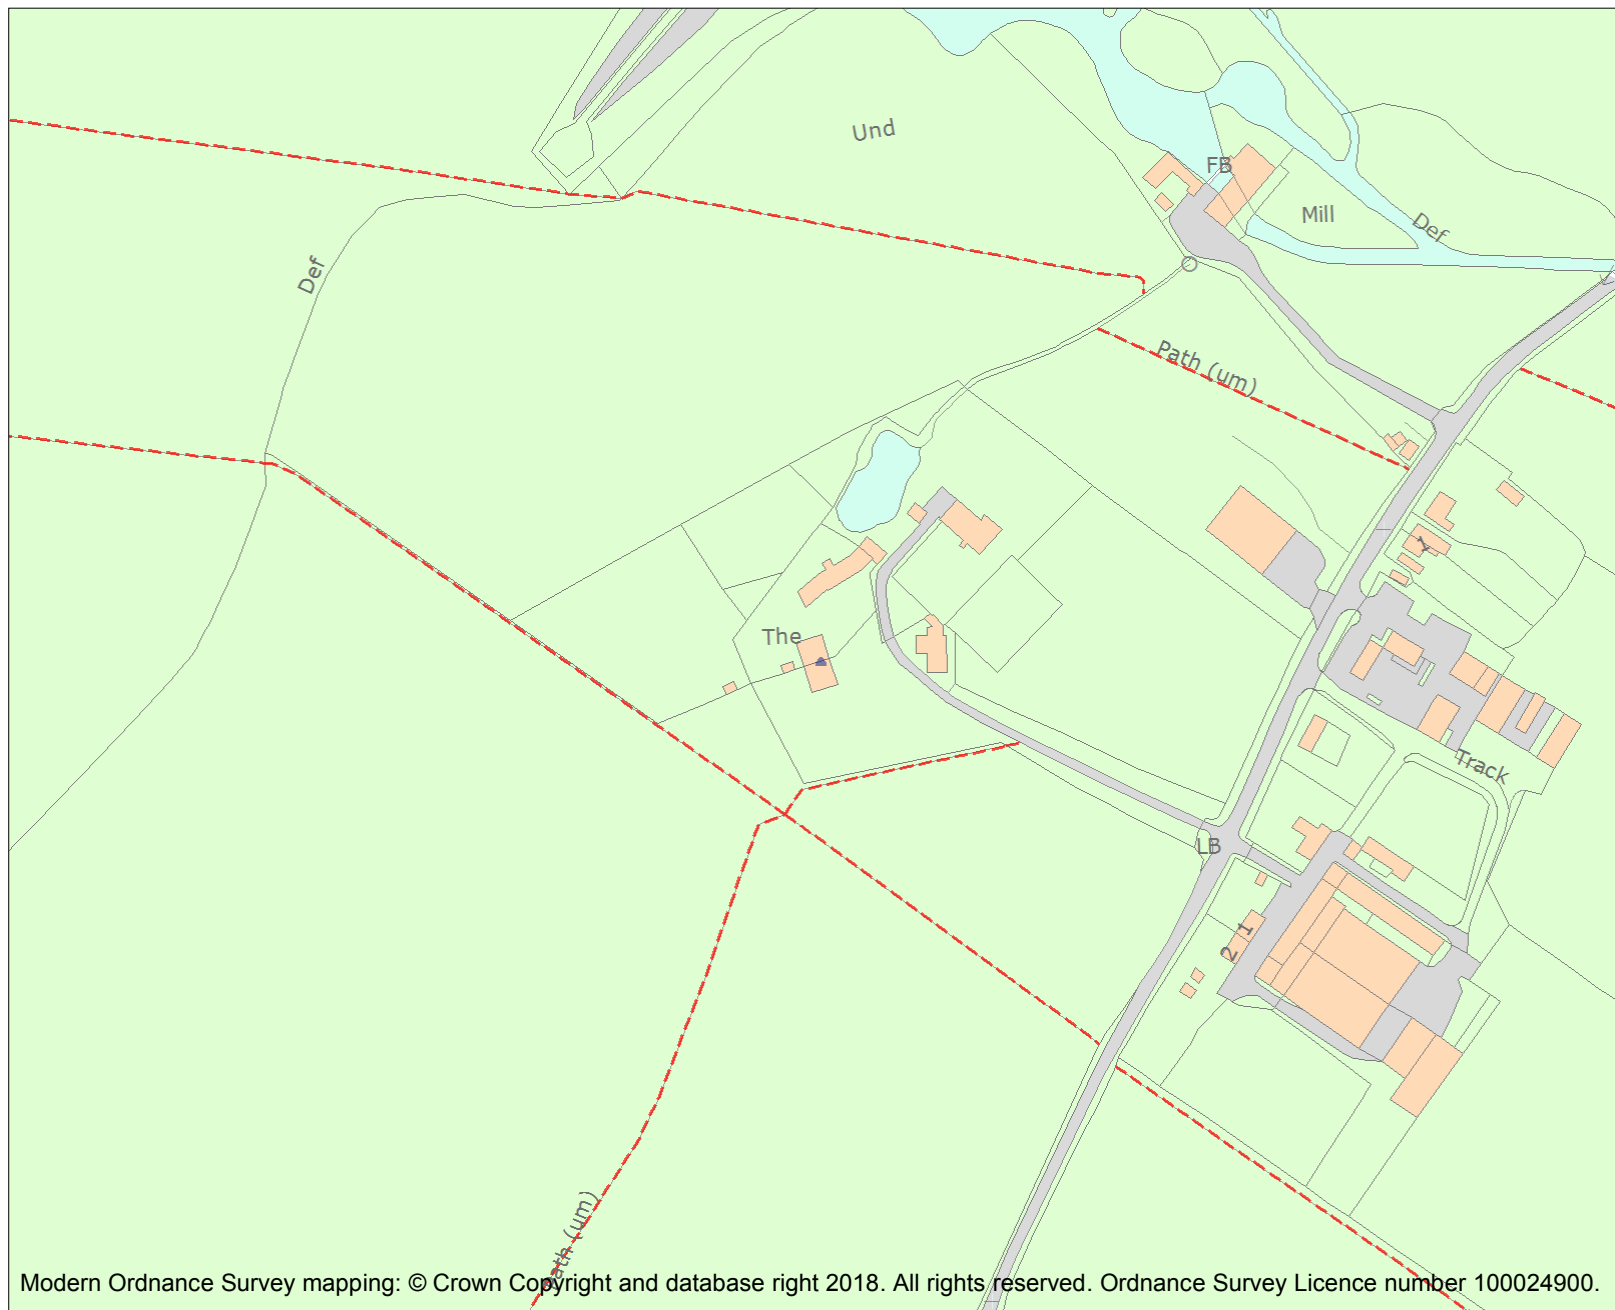 Und
FB
Mill
Def
Def
Path (um)
1
The
Track
LB
1
2
Path (um)
Modern Ordnance Survey mapping: © Crown Copyright and database right 2018. All rights reserved. Ordnance Survey Licence number 100024900.